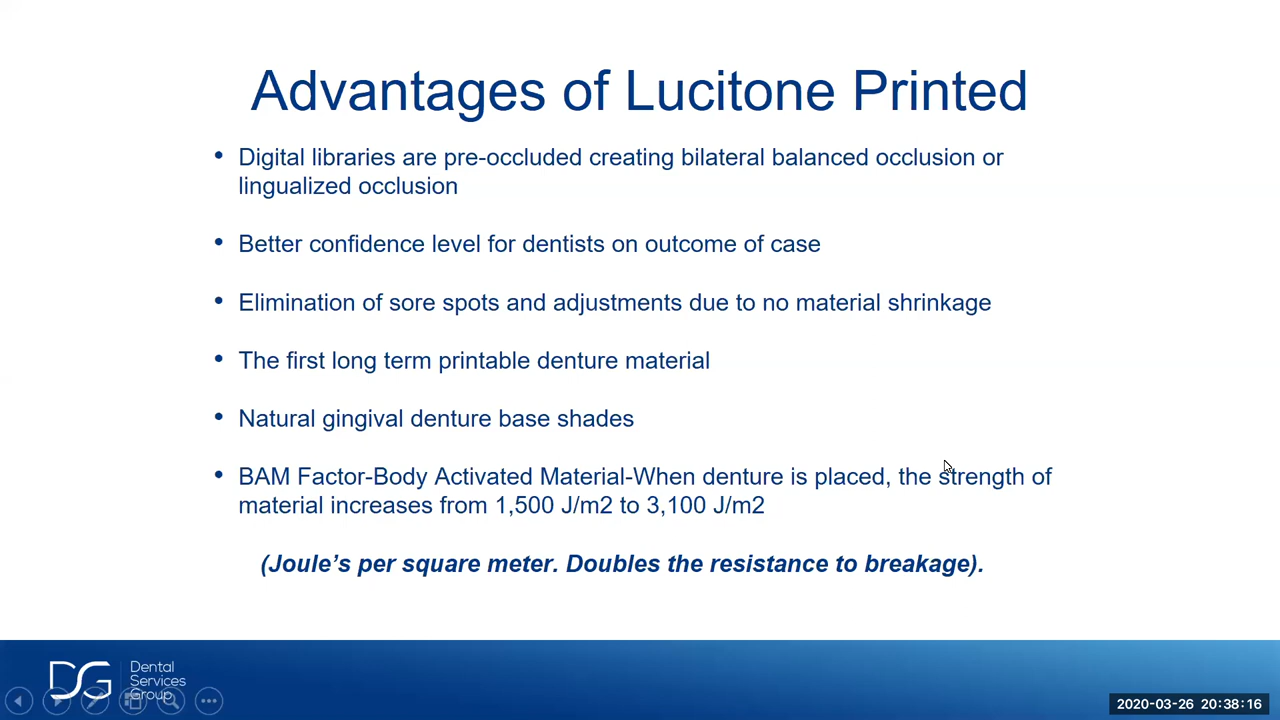 Advantages of Lucitone Printed
• Digital libraries are pre-occluded creating bilateral balanced occlusion or
lingualized occlusion
• Better confidence level for dentists on outcome of case
• Elimination of sore spots and adjustments due to no material shrinkage
• The first long term printable denture material
• Natural gingival denture base shades
• BAM Factor-Body Activated Material-When denture is placed, the strength of
material increases from 1,500 J/m2 to 3,100 J/m2
(Joule’s per square meter. Doubles the resistance to breakage).
DG
Dental
Services
Group
2020-03-26 20:38:16